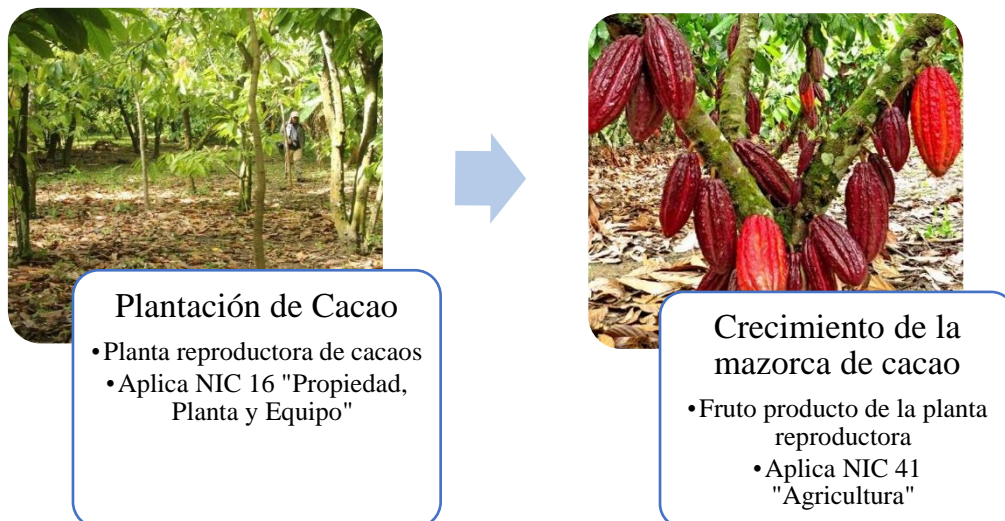 Plantación de Cacao
•Planta reproductora de cacaos
•Aplica NIC 16 "Propiedad,
Planta y Equipo"
Crecimiento de la
mazorca de cacao
•Fruto producto de la planta
reproductora
•Aplica NIC 41
"Agricultura"